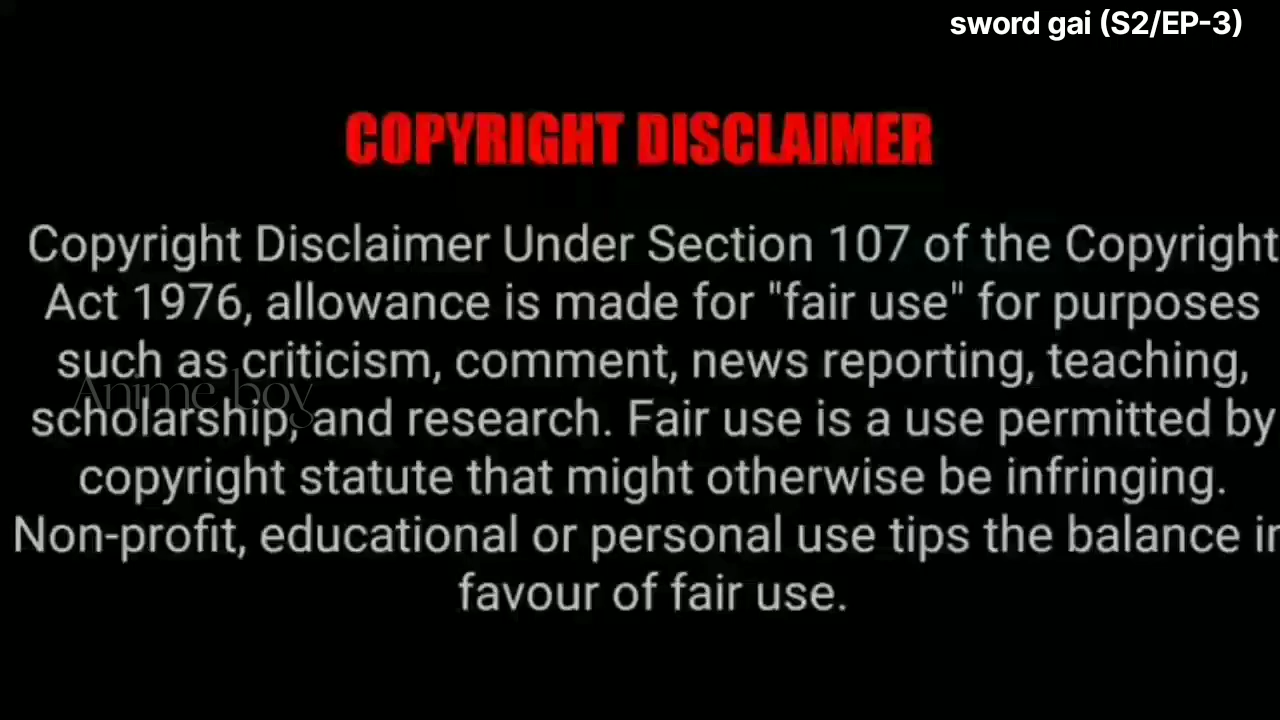 sword gai (S2/EP-3)
COPYRIGHT DISCLAIMER
Copyright Disclaimer Under Section 107 of the Copyright
Act 1976, allowance is made for "fair use" for purposes
such as criticism, comment, news reporting, teaching,
Anime boy
scholarship, and research. Fair use is a use permitted by
copyright statute that might otherwise be infringing.
Non-profit, educational or personal use tips the balance in
favour of fair use.